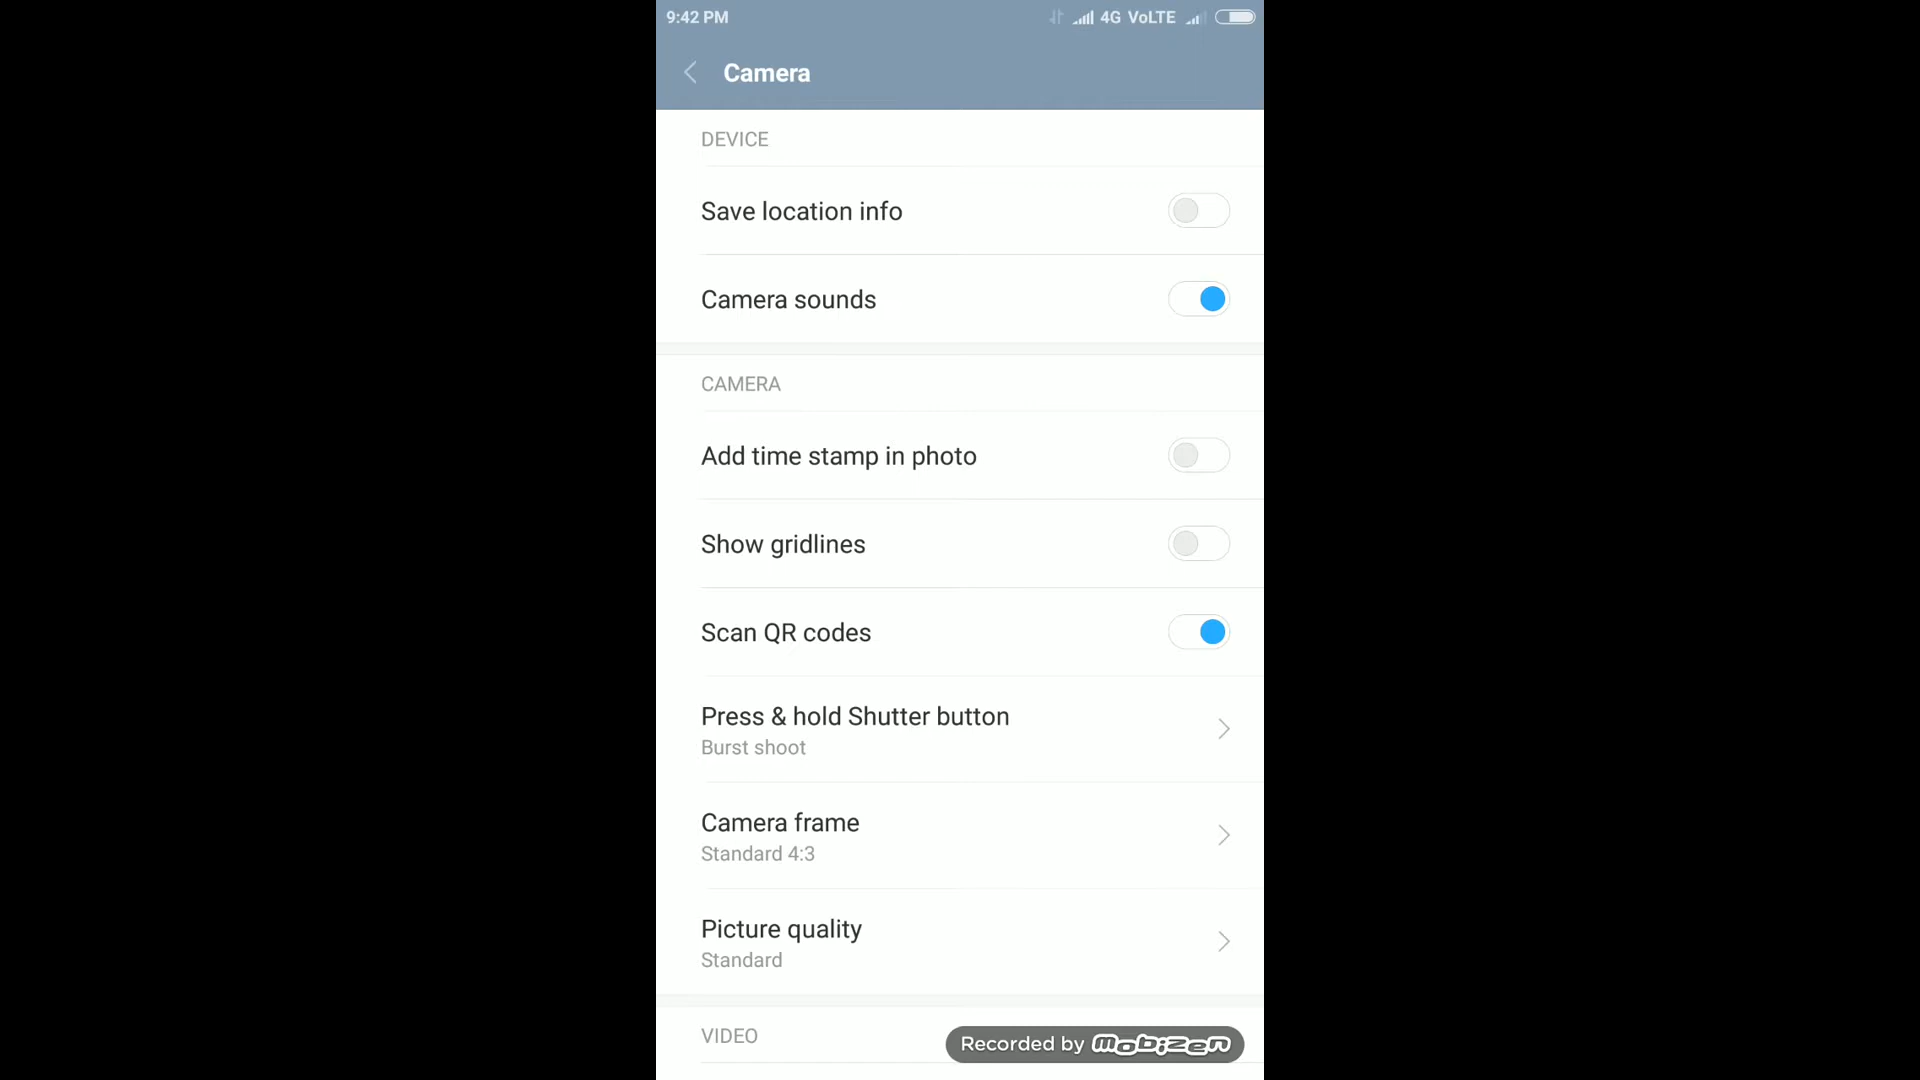 9:42 PM 4G VoLTE
Camera
DEVICE
Save location info
Camera sounds
CAMERA
Add time stamp in photo
Show gridlines
Scan QR codes
Press & hold Shutter button
Burst shoot
Camera frame
Standard 4:3
Picture quality
Standard
VIDEO
Recorded by mobizen